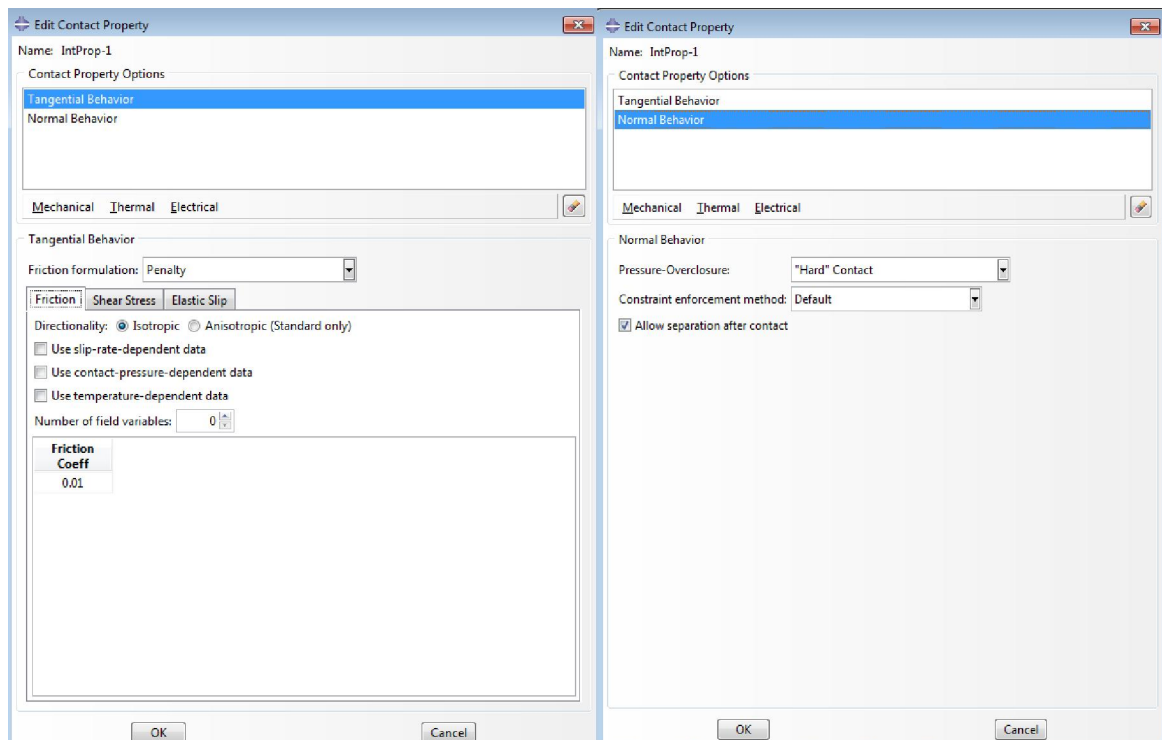 Edit Contact Property
Name: IntProp-1
Contact Property Options
Tangential Behavior
Normal Behavior
Mechanical Thermal Electrical
Tangential Behavior
Friction formulation: Penalty
Friction Shear Stress Elastic Slip
Directionality: Isotropic Anisotropic (Standard only)
Use slip-rate-dependent data
Use contact-pressure-dependent data
Use temperature-dependent data
Number of field variables: 0
Friction
Coeff
0.01
OK Cancel
Edit Contact Property
Name: IntProp-1
Contact Property Options
Tangential Behavior
Normal Behavior
Mechanical Thermal Electrical
Normal Behavior
Pressure-Overclosure: "Hard" Contact
Constraint enforcement method: Default
Allow separation after contact
OK Cancel